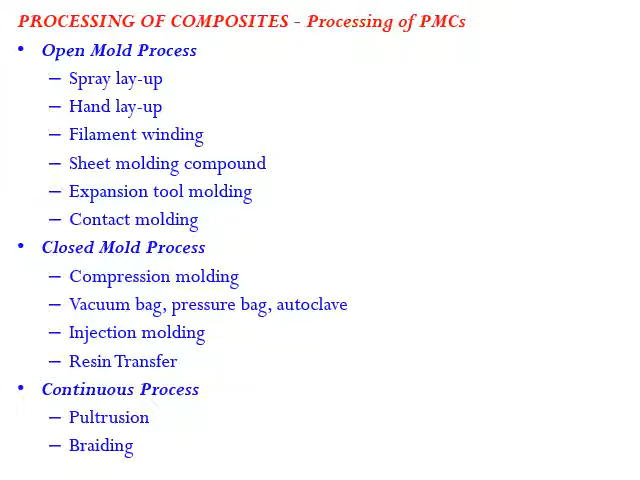 PROCESSING OF COMPOSITES - Processing of PMCs
• Open Mold Process
– Spray lay-up
– Hand lay-up
– Filament winding
– Sheet molding compound
– Expansion tool molding
– Contact molding
• Closed Mold Process
– Compression molding
– Vacuum bag, pressure bag, autoclave
– Injection molding
– Resin Transfer
• Continuous Process
– Pultrusion
– Braiding